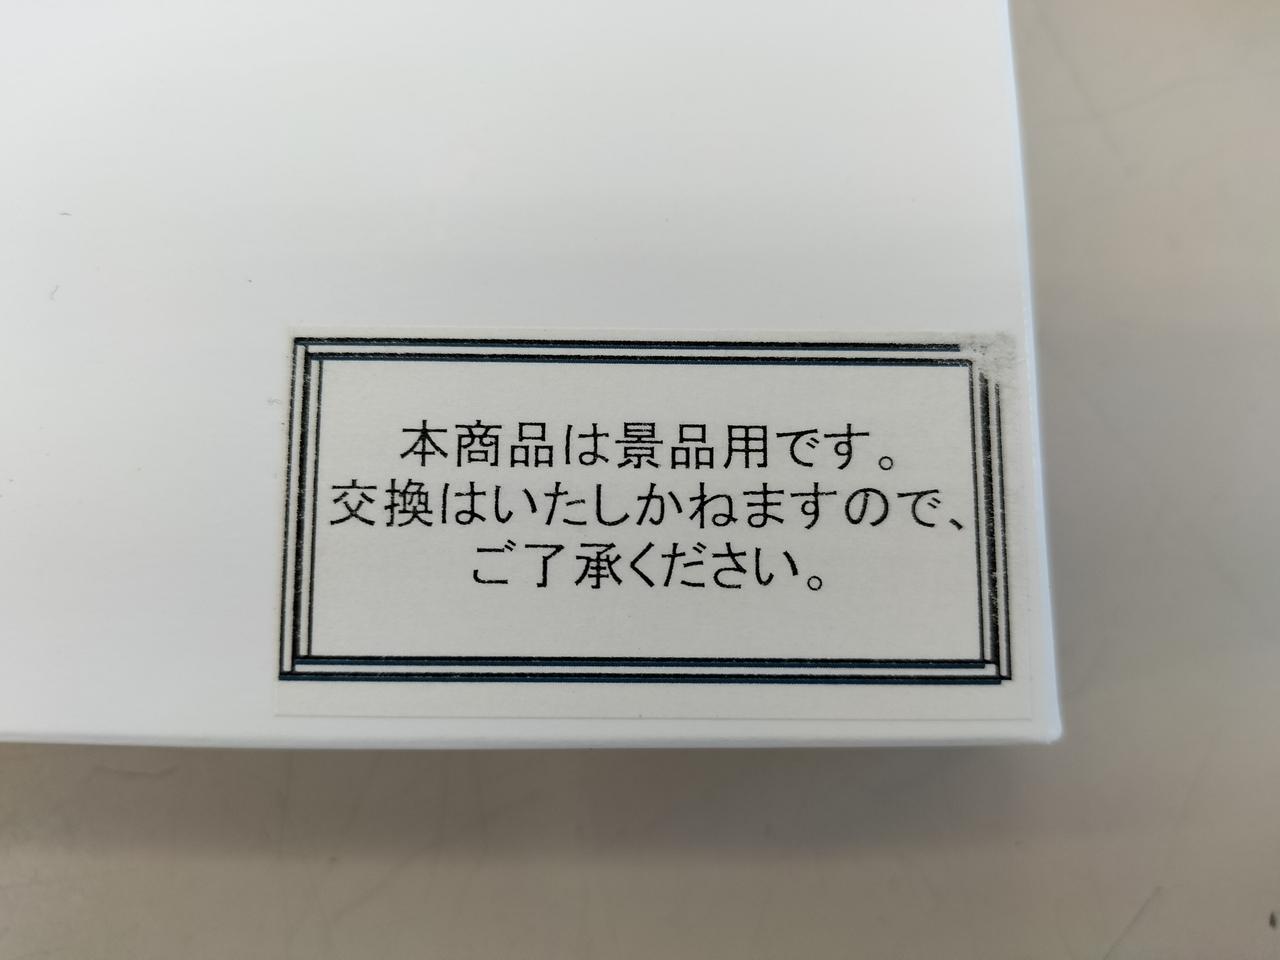 本商品は景品用です。
交換はいたしかねますので、
ご了承ください。